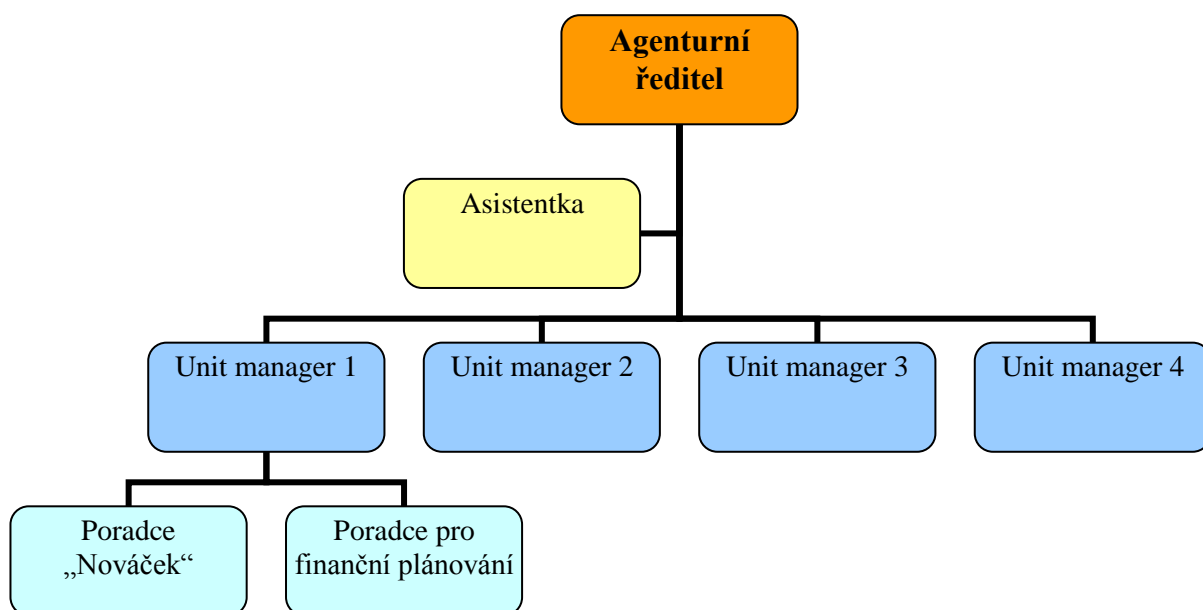 Agenturní
ředitel
Asistentka
Unit manager 1
Unit manager 2
Unit manager 3
Unit manager 4
Poradce
„Nováček“
Poradce pro
finanční plánování